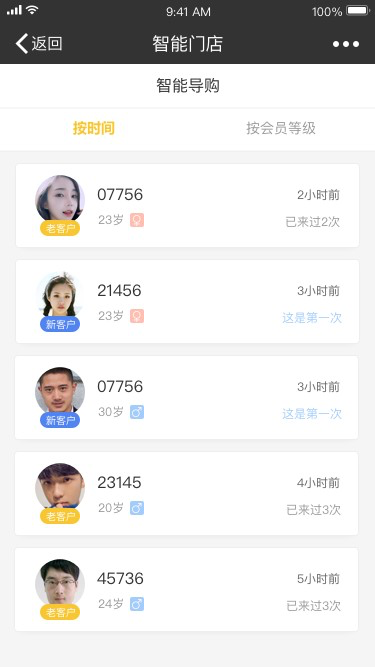 9:41 AM 100%
返回 智能门店
智能导购
按时间 按会员等级
07756 2小时前
23岁 已来过2次
老客户
21456 3小时前
23岁 这是第一次
新客户
07756 3小时前
30岁 这是第一次
新客户
23145 4小时前
20岁 已来过3次
老客户
45736 5小时前
24岁 已来过3次
老客户